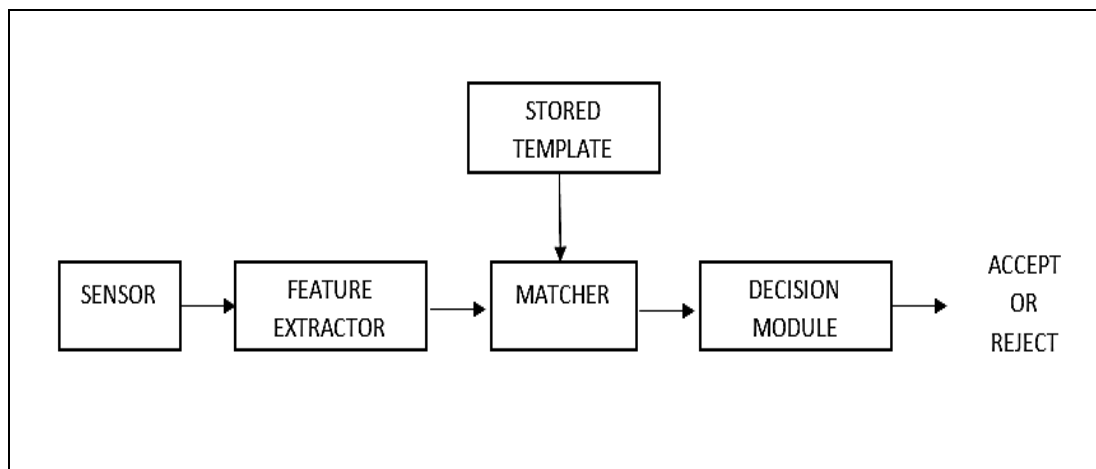 STORED
TEMPLATE
SENSOR
FEATURE
EXTRACTOR
MATCHER
DECISION
MODULE
ACCEPT
OR
REJECT